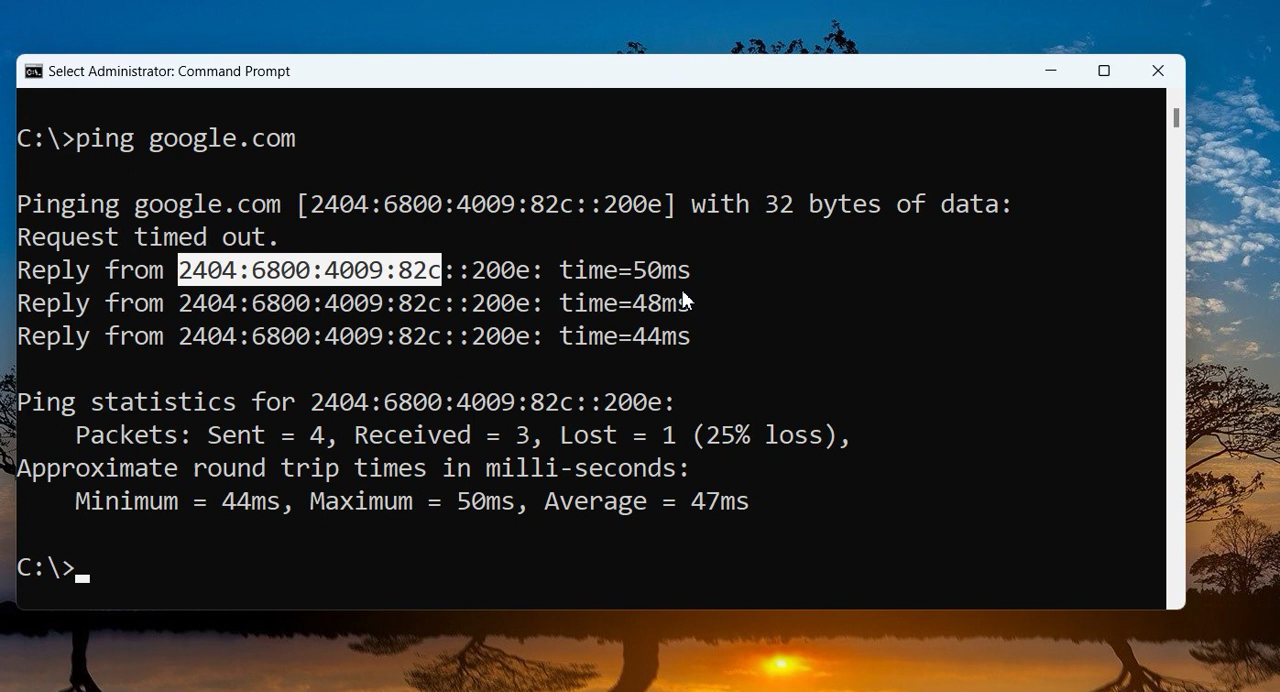 Select Administrator: Command Prompt
C:\>ping google.com
Pinging google.com [2404:6800:4009:82c::200e] with 32 bytes of data:
Request timed out.
Reply from 2404:6800:4009:82c::200e: time=50ms
Reply from 2404:6800:4009:82c::200e: time=48ms
Reply from 2404:6800:4009:82c::200e: time=44ms
Ping statistics for 2404:6800:4009:82c::200e:
    Packets: Sent = 4, Received = 3, Lost = 1 (25% loss),
Approximate round trip times in milli-seconds:
    Minimum = 44ms, Maximum = 50ms, Average = 47ms
C:\>